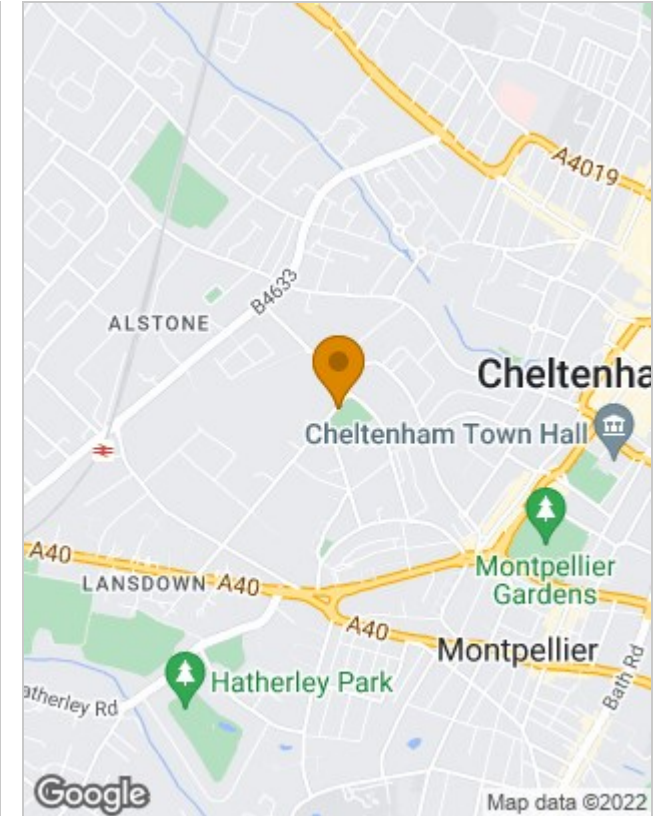 A4019
B4633
ALSTONE
Cheltenha
Cheltenham Town Hall
A40
LANSDOWN
A40
Montpellier
Gardens
A40
Montpellier
Bath Rd
Hatherley Park
atherley Rd
Google
Map data ©2022